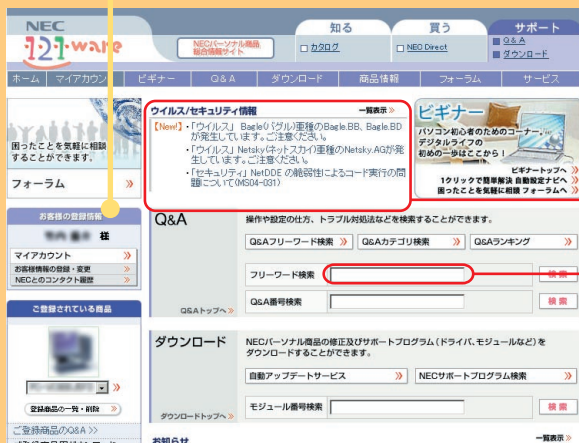 NEC
121ware
NECパーソナル商品
総合情報サイト
知る
カタログ
買う
NEC Direct
サポート
Q&A
ダウンロード
ホーム
マイアカウント
ビギナー
Q&A
ダウンロード
商品情報
フォーラム
サービス
困ったことを気軽に相談
することができます。
フォーラム
ウイルス/セキュリティ情報
一覧表示
【New!】・「ウイルス」 Bagle(バグル)亜種のBagle.BB、Bagle.BD
が発生しています。ご注意ください。
・「ウイルス」 Netsky(ネットスカイ)亜種のNetsky.AGが発
生しています。ご注意ください。
・「セキュリティ」 NetDDE の脆弱性によるコード実行の問
題について(MS04-031)
ビギナー
パソコン初心者のためのコーナー。
デジタルライフの
初めの一歩はここから!
ビギナートップへ
1クリックで簡単解決 自動設定ナビへ
困ったことを気軽に相談 フォーラムへ
お客様の登録情報
様
マイアカウント
お客様情報の登録・変更
NECとのコンタクト履歴
ご登録されている商品
登録商品の一覧・削除
ご登録商品のQ&A >>
Q&A
操作や設定の仕方、トラブル対処法などを検索することができます。
Q&Aフリーワード検索
Q&Aカテゴリ検索
Q&Aランキング
フリーワード検索
検索
Q&A番号検索
検索
Q&Aトップへ
ダウンロード
NECパーソナル商品の修正及びサポートプログラム(ドライバ、モジュールなど)を
ダウンロードすることができます。
自動アップデートサービス
NECサポートプログラム検索
モジュール番号検索
検索
ダウンロードトップへ
お知らせ
一覧表示